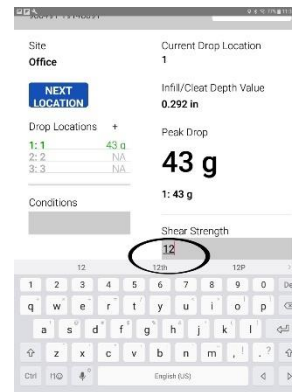 Site
Office
Current Drop Location
1
NEXT
LOCATION
Infill/Cleat Depth Value
0.292 in
Drop Locations +
1: 1 43 g
2: 2 NA
3: 3 NA
Peak Drop
43 g
1: 43 g
Conditions
Shear Strength
12
12 12th 12P
1 2 3 4 5 6 7 8 9 0 De
q w e r t y u i o p
a s d f g h j k l
z x c v b n m , ! . ?
Ctrl English (US)